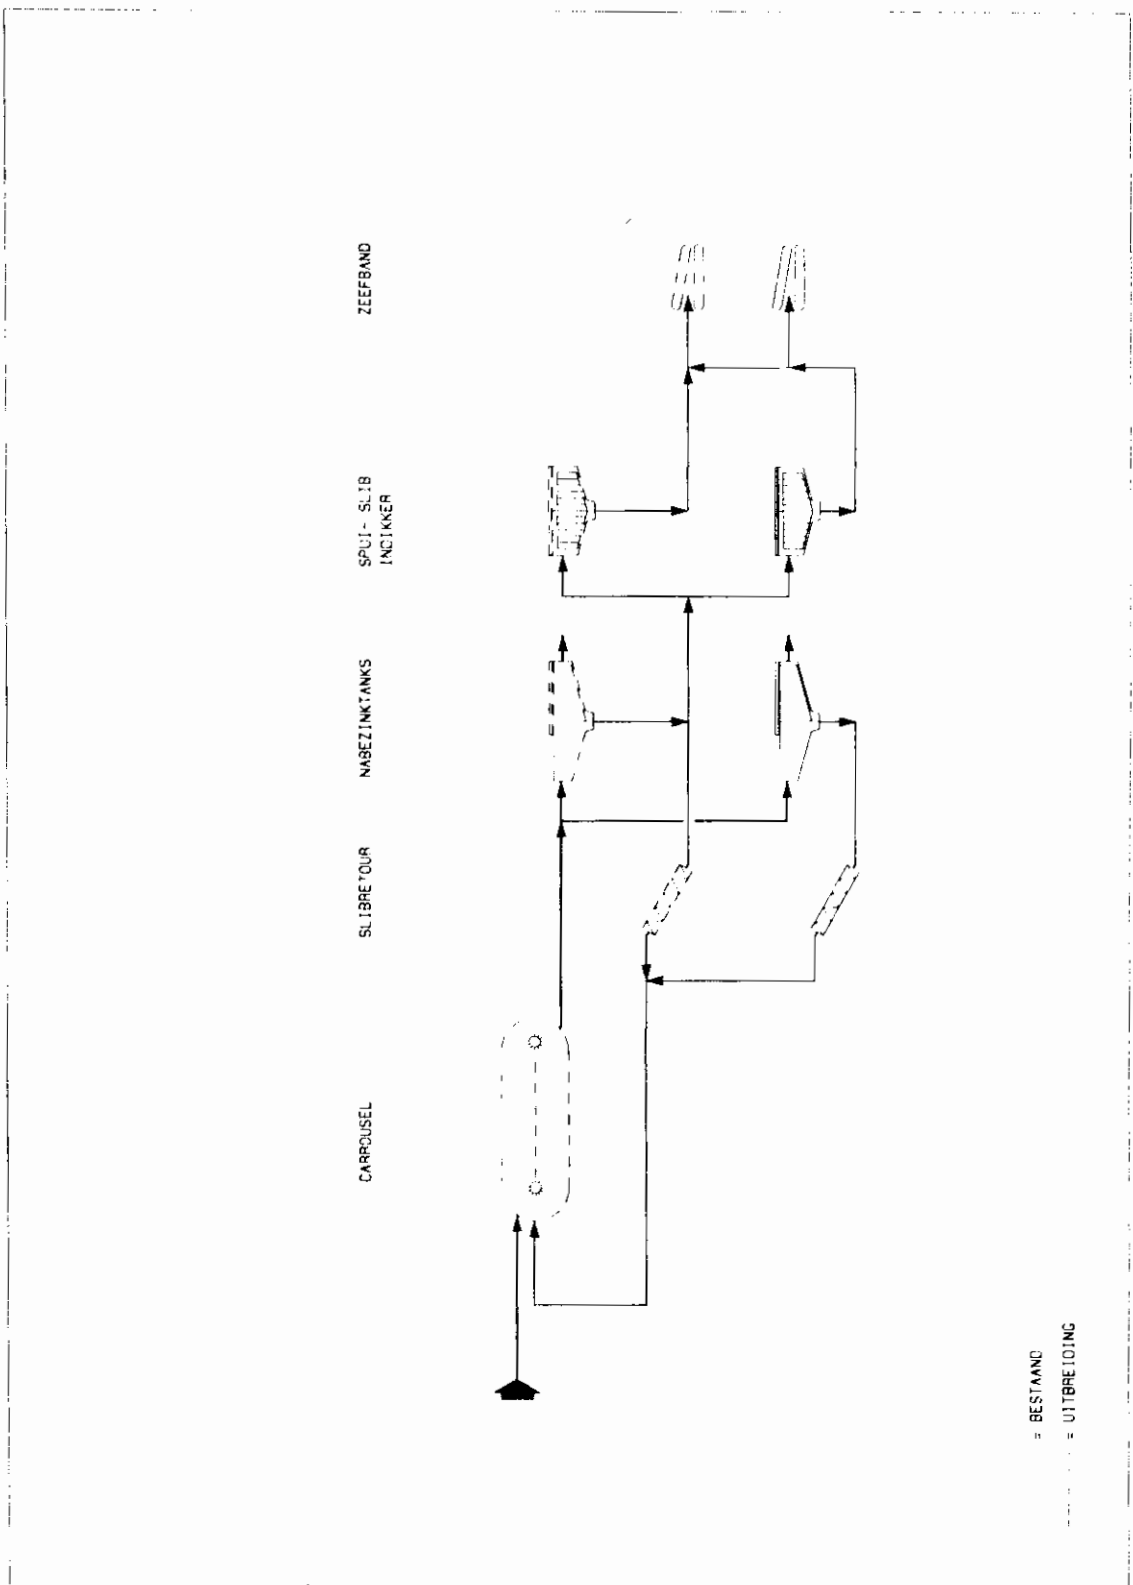 CARROUSEL
SLIBRETOUR
NABEZINKTANKS
SPUI- SLIB
INDIKKER
ZEEFBAND
= BESTAAND
= UITBREIDING